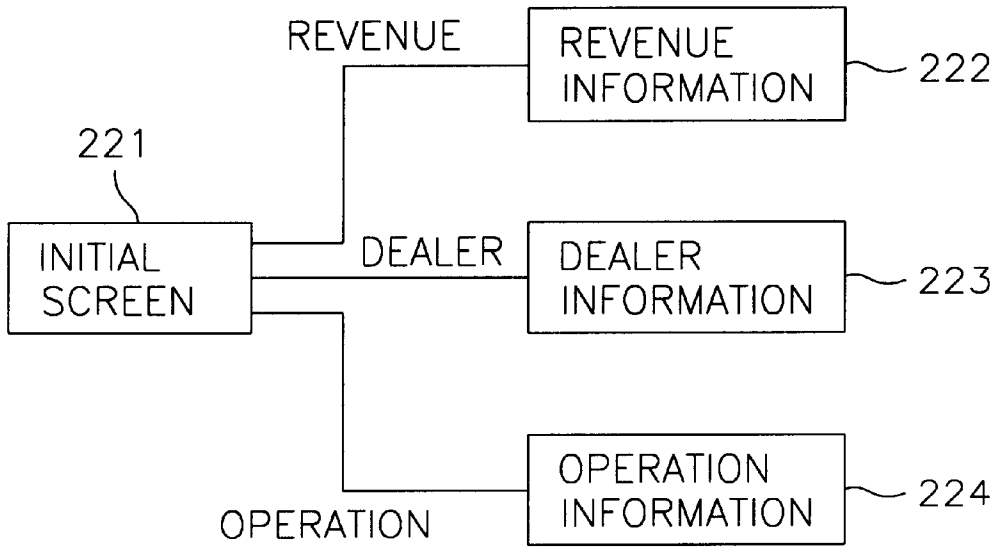 REVENUE
REVENUE
INFORMATION
222
221
INITIAL
SCREEN
DEALER
DEALER
INFORMATION
223
OPERATION
INFORMATION
224
OPERATION